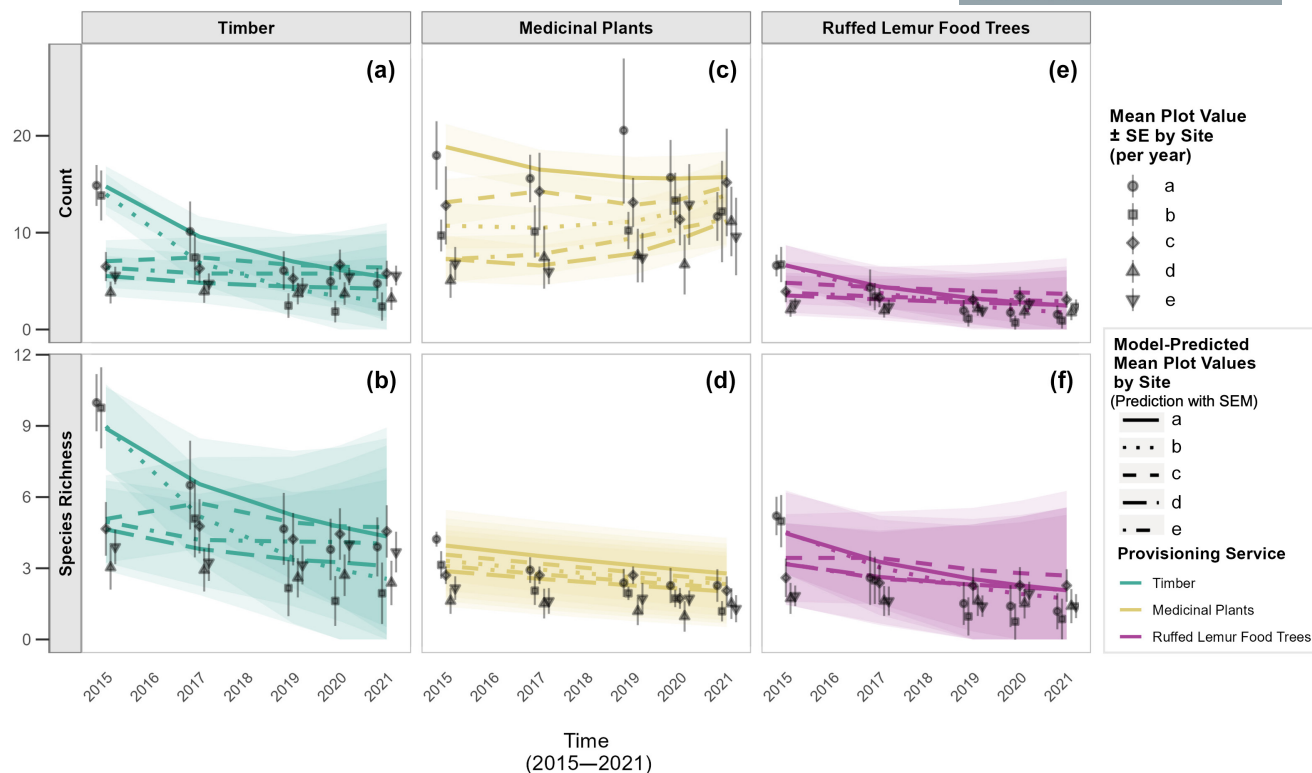 Timber
Medicinal Plants
Ruffed Lemur Food Trees
(a)
(c)
(e)
Count
20
10
0
(b)
(d)
(f)
Species Richness
12
9
6
3
0
2015
2016
2017
2018
2019
2020
2021
2015
2016
2017
2018
2019
2020
2021
2015
2016
2017
2018
2019
2020
2021
Time
(2015—2021)
Mean Plot Value
± SE by Site
(per year)
a
b
c
d
e
Model-Predicted
Mean Plot Values
by Site
(Prediction with SEM)
a
b
c
d
e
Provisioning Service
Timber
Medicinal Plants
Ruffed Lemur Food Trees